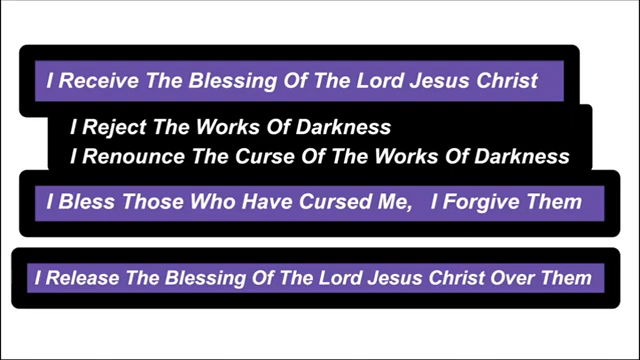 I Receive The Blessing Of The Lord Jesus Christ
I Reject The Works Of Darkness
I Renounce The Curse Of The Works Of Darkness
I Bless Those Who Have Cursed Me, I Forgive Them
I Release The Blessing Of The Lord Jesus Christ Over Them